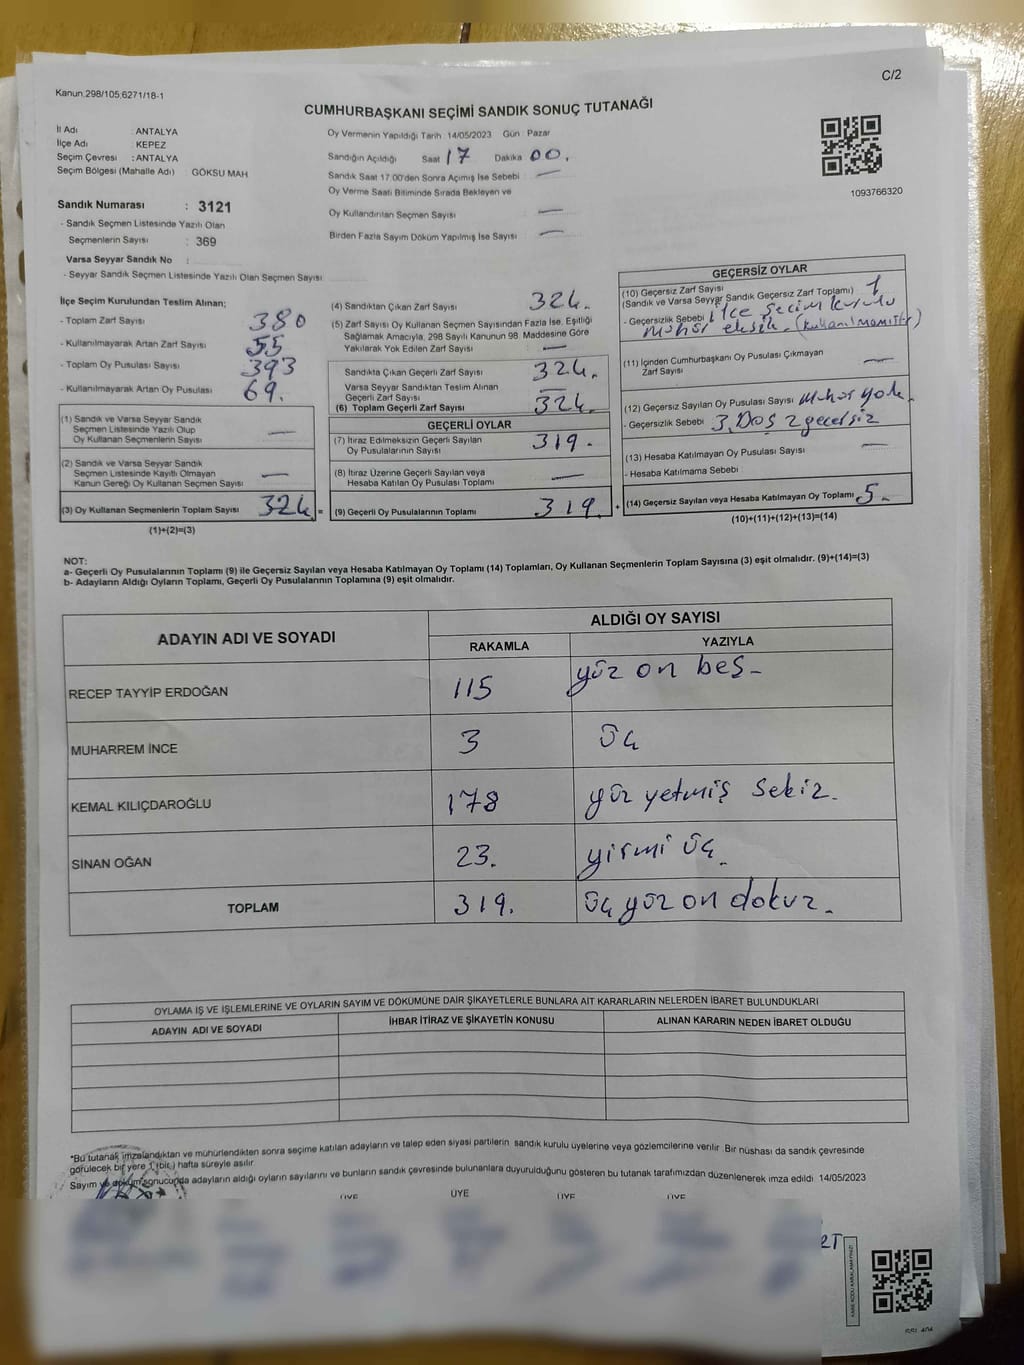 C/2
Kanun.298/105,6271/18-1
CUMHURBAŞKANI SEÇİMİ SANDIK SONUÇ TUTANAĞI
İl Adı : ANTALYA
İlçe Adı : KEPEZ
Seçim Çevresi : ANTALYA
Seçim Bölgesi (Mahalle Adı) GÖKSU MAH
Sandık Numarası : 3121
- Sandık Seçmen Listesinde Yazılı Olan
Seçmenlerin Sayısı : 369
Varsa Seyyar Sandık No :
- Seyyar Sandık Seçmen Listesinde Yazılı Olan Seçmen Sayısı
Oy Vermenin Yapıldığı Tarih 14/05/2023 Gün Pazar
Sandığın Açıldığı Saat 17 Dakika 00.
Sandık Saat 17.00'den Sonra Açımış İse Sebebi : —
Oy Verme Saati Bitiminde Sırada Bekleyen ve
Oy Kullandırılan Seçmen Sayısı —
Birden Fazla Sayım Döküm Yapılmış İse Sayısı —
1093766320
İlçe Seçim Kurulundan Teslim Alınan;
- Toplam Zarf Sayısı 380
- Kullanılmayarak Artan Zarf Sayısı 55
- Toplam Oy Pusulası Sayısı 393
- Kullanılmayarak Artan Oy Pusulası 69.
(1) Sandık ve Varsa Seyyar Sandık
Seçmen Listesinde Yazılı Olup
Oy Kullanan Seçmenlerin Sayısı —
(2) Sandık ve Varsa Seyyar Sandık
Seçmen Listesinde Kayıtlı Olmayan
Kanun Gereği Oy Kullanan Seçmen Sayısı —
(3) Oy Kullanan Seçmenlerin Toplam Sayısı 324 =
(1)+(2)=(3)
(4) Sandıktan Çıkan Zarf Sayısı 324.
(5) Zarf Sayısı Oy Kullanan Seçmen Sayısından Fazla İse, Eşitliği
Sağlamak Amacıyla, 298 Sayılı Kanunun 98. Maddesine Göre
Yakılarak Yok Edilen Zarf Sayısı —
Sandıkta Çıkan Geçerli Zarf Sayısı 324.
Varsa Seyyar Sandıktan Teslim Alınan
Geçerli Zarf Sayısı —
(6) Toplam Geçerli Zarf Sayısı 324.
GEÇERLİ OYLAR
(7) İtiraz Edilmeksizin Geçerli Sayılan
Oy Pusulalarının Sayısı 319.
(8) İtiraz Üzerine Geçerli Sayılan veya
Hesaba Katılan Oy Pusulası Toplamı —
(9) Geçerli Oy Pusulalarının Toplamı 319. +
GEÇERSİZ OYLAR
(10) Geçersiz Zarf Sayısı
(Sandık ve Varsa Seyyar Sandık Geçersiz Zarf Toplamı) 1
- Geçersizlik Sebebi ilçe seçim kurulu
mühür eksik. (kullanılmamıştır)
(11) İçinden Cumhurbaşkanı Oy Pusulası Çıkmayan
Zarf Sayısı —
(12) Geçersiz Sayılan Oy Pusulası Sayısı mühür yok.
- Geçersizlik Sebebi 3, Boş 2 geçersiz
(13) Hesaba Katılmayan Oy Pusulası Sayısı —
- Hesaba Katılmama Sebebi
(14) Geçersiz Sayılan veya Hesaba Katılmayan Oy Toplamı 5.
(10)+(11)+(12)+(13)=(14)
NOT:
a- Geçerli Oy Pusulalarının Toplamı (9) ile Geçersiz Sayılan veya Hesaba Katılmayan Oy Toplamı (14) Toplamları, Oy Kullanan Seçmenlerin Toplam Sayısına (3) eşit olmalıdır. (9)+(14)=(3)
b- Adayların Aldığı Oyların Toplamı, Geçerli Oy Pusulalarının Toplamına (9) eşit olmalıdır.
ADAYIN ADI VE SOYADI ALDIĞI OY SAYISI
RAKAMLA YAZIYLA
RECEP TAYYİP ERDOĞAN 115 yüz on beş-
MUHARREM İNCE 3 üç
KEMAL KILIÇDAROĞLU 178 yüz yetmiş sekiz.
SİNAN OĞAN 23. yirmi üç.
TOPLAM 319. üç yüz on dokuz.
OYLAMA İŞ VE İŞLEMLERİNE VE OYLARIN SAYIM VE DÖKÜMÜNE DAİR ŞİKAYETLERLE BUNLARA AİT KARARLARIN NELERDEN İBARET BULUNDUKLARI
ADAYIN ADI VE SOYADI İHBAR İTİRAZ VE ŞİKAYETİN KONUSU ALINAN KARARIN NEDEN İBARET OLDUĞU
*Bu tutanak imzalandıktan ve mühürlendikten sonra seçime katılan adayların ve talep eden siyasi partilerin sandık kurulu üyelerine veya gözlemcilerine verilir. Bir nüshası da sandık çevresinde
görülecek bir yere 1 (bir) hafta süreyle asılır
Sayım ve döküm sonucunda adayların aldığı oyların sayılarını ve bunların sandık çevresinde bulunanlara duyurulduğunu gösteren bu tutanak tarafımızdan düzenlenerek imza edildi. 14/05/2023
ÜYE ÜYE ÜYE ÜYE